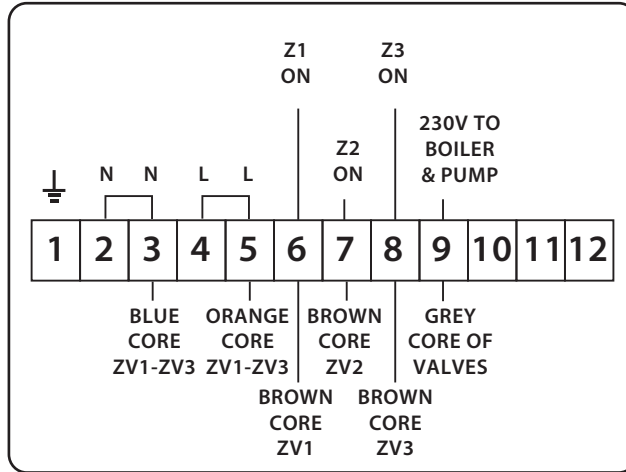 Z1
ON
Z3
ON
230V TO
BOILER
& PUMP
Z2
ON
N N L L
1 2 3 4 5 6 7 8 9 10 11 12
BLUE
CORE
ZV1-ZV3
ORANGE
CORE
ZV1-ZV3
BROWN
CORE
ZV2
GREY
CORE OF
VALVES
BROWN
CORE
ZV1
BROWN
CORE
ZV3